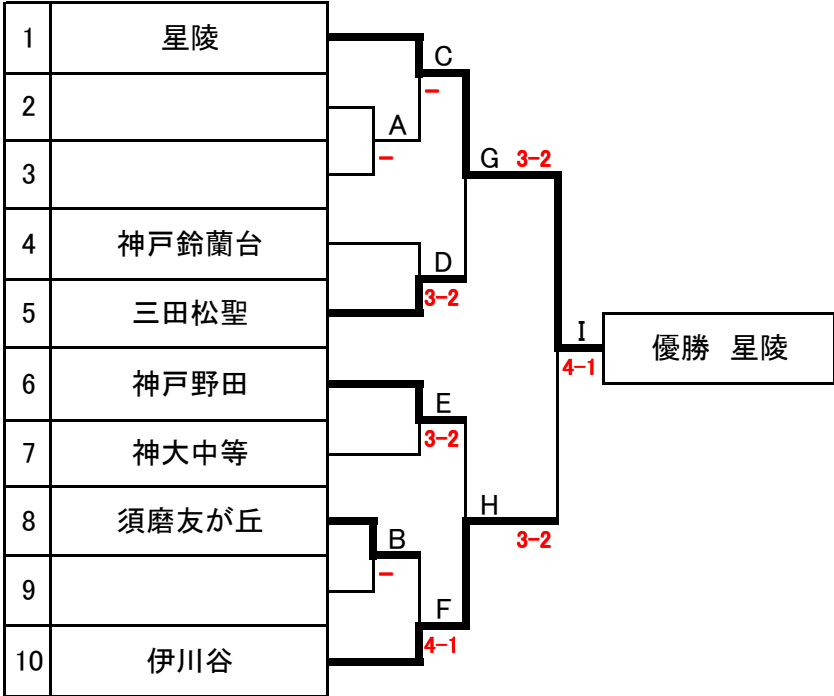 1 星陵
2
3
4 神戸鈴蘭台
5 三田松聖
6 神戸野田
7 神大中等
8 須磨友が丘
9
10 伊川谷
A
-
B
-
C
-
D
3-2
E
3-2
F
4-1
G 3-2
H
3-2
I
4-1
優勝 星陵